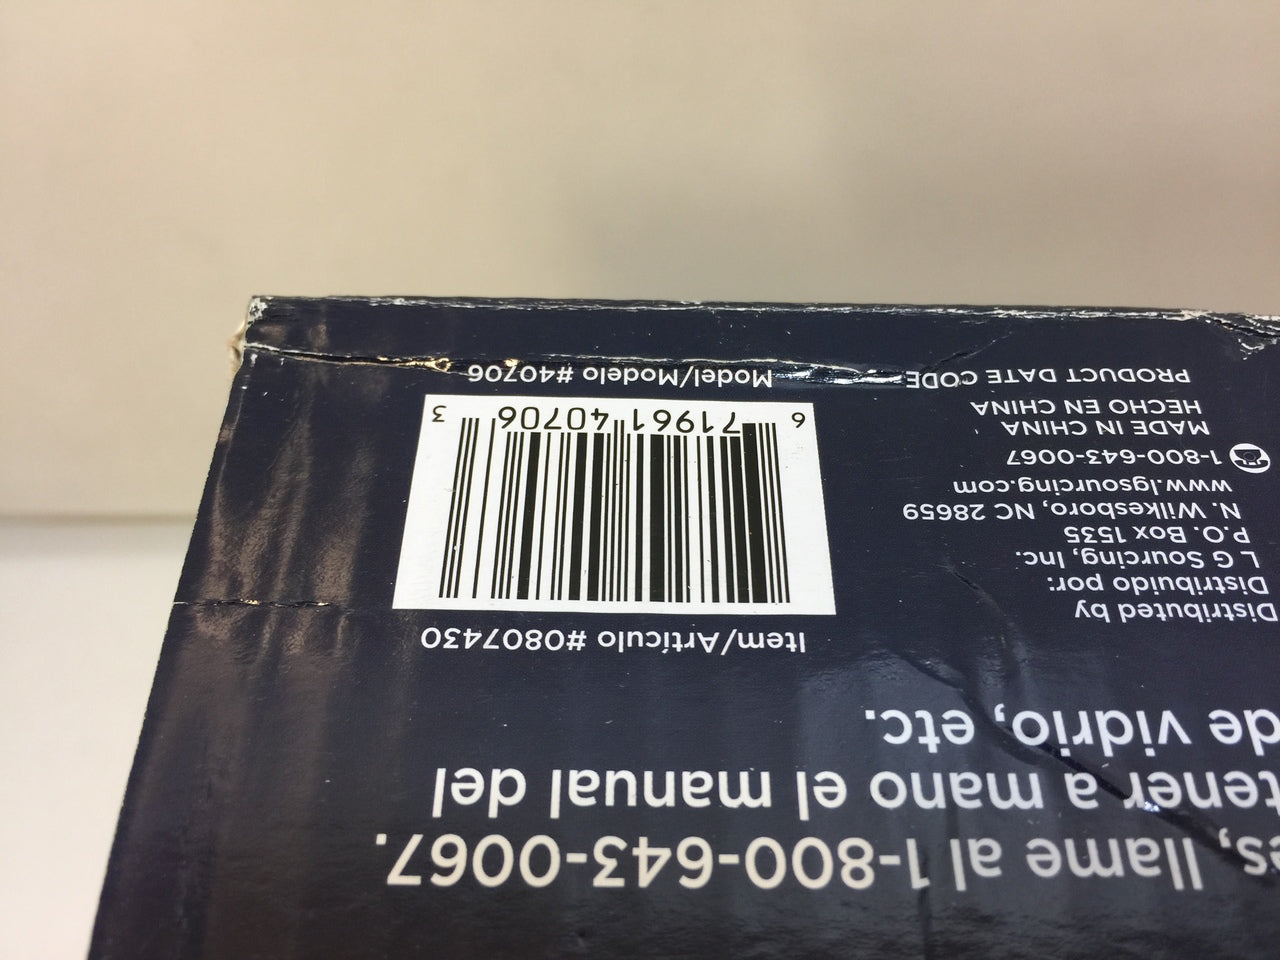 es, llame al 1-800-643-0067.
tener a mano el manual del
de vidrio, etc.
Distributed by
Distribuido por:
L G Sourcing, Inc.
P.O. Box 1535
N. Wilkesboro, NC 28659
www.lgsourcing.com
1-800-643-0067
MADE IN CHINA
HECHO EN CHINA
PRODUCT DATE CODE
Item/Artículo #0807430
6 71961 40706 3
Model/Modelo #40706